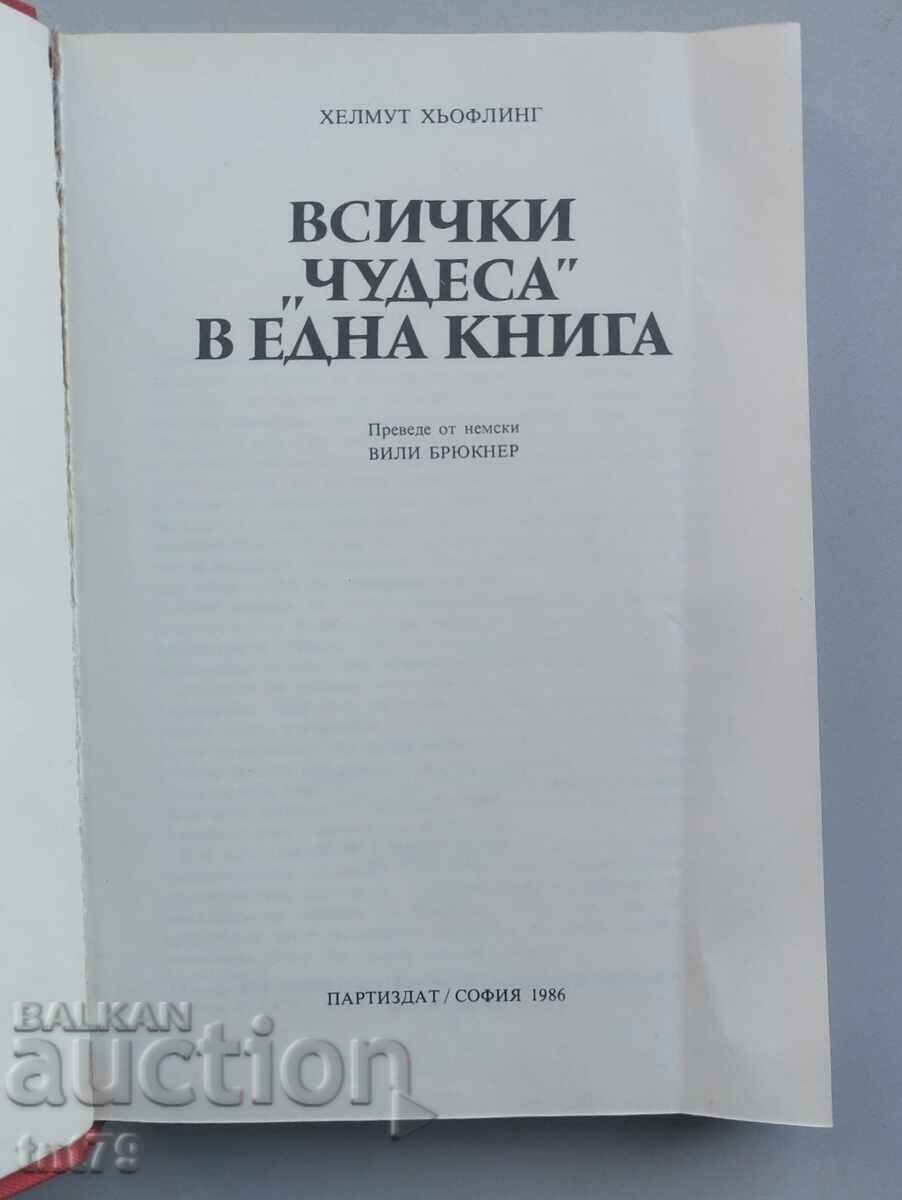 ХЕЛМУТ ХЬОФЛИНГ
ВСИЧКИ
„ЧУДЕСА"
В ЕДНА КНИГА
Преведе от немски
ВИЛИ БРЮКНЕР
ПАРТИЗДАТ / СОФИЯ 1986
BALKAN
auction
tnt79